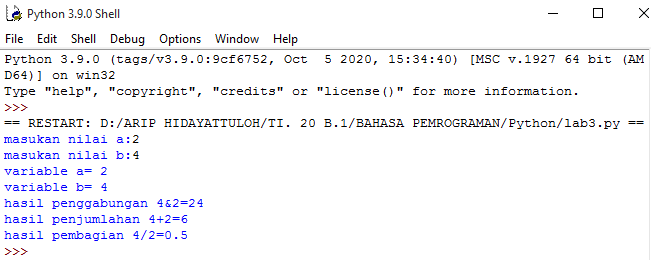 Python 3.9.0 Shell
File Edit Shell Debug Options Window Help
Python 3.9.0 (tags/v3.9.0:9cf6752, Oct  5 2020, 15:34:40) [MSC v.1927 64 bit (AM
D64)] on win32
Type "help", "copyright", "credits" or "license()" for more information.
>>>
== RESTART: D:/ARIP HIDAYATTULOH/TI. 20 B.1/BAHASA PEMROGRAMAN/Python/lab3.py ==
masukan nilai a:2
masukan nilai b:4
variable a= 2
variable b= 4
hasil penggabungan 4&2=24
hasil penjumlahan 4+2=6
hasil pembagian 4/2=0.5
>>>